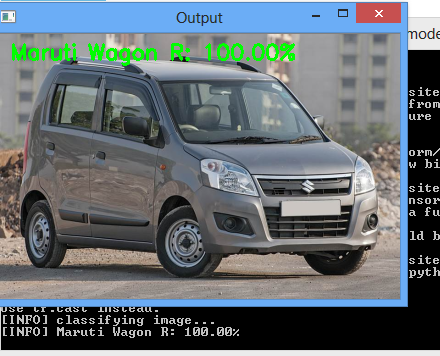 Output
mode
Maruti Wagon R: 100.00%
site
from
ure
orm/
w bi
site
nsor
a fu
ld b
site
pyth
use tf.cast instead.
[INFO] classifying image...
[INFO] Maruti Wagon R: 100.00%